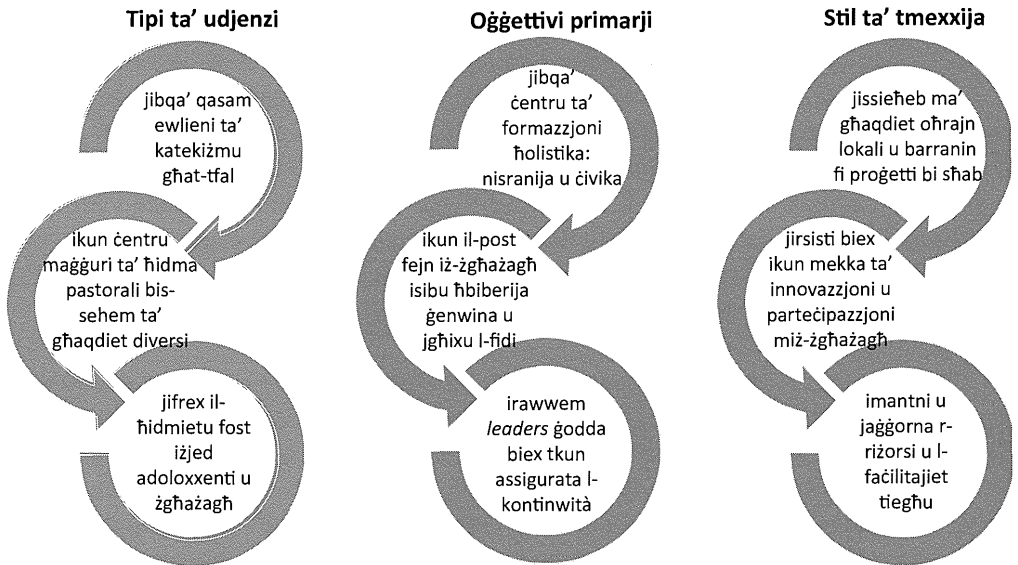 Tipi ta' udjenzi
jibqa' qasam
ewlieni ta'
katekiżmu
għat-tfal
ikun ċentru
maġġuri ta' ħidma
pastorali bis-
sehem ta'
għaqdiet diversi
jifrex il-
ħidmietu fost
iżjed
adoloxxenti u
żgħażagħ
Oġġettivi primarji
jibqa'
ċentru ta'
formazzjoni
ħolistika:
nisranija u ċivika
ikun il-post
fejn iż-żgħażagħ
isibu ħbiberija
ġenwina u
jgħixu l-fidi
irawwem
leaders ġodda
biex tkun
assigurata l-
kontinwità
Stil ta' tmexxija
jissieħeb ma'
għaqdiet oħrajn
lokali u barranin
fi proġetti bi sħab
jirsisti biex
ikun mekka ta'
innovazzjoni u
parteċipazzjoni
miż-żgħażagħ
imantni u
jaġġorna r-
riżorsi u l-
faċilitajiet
tiegħu